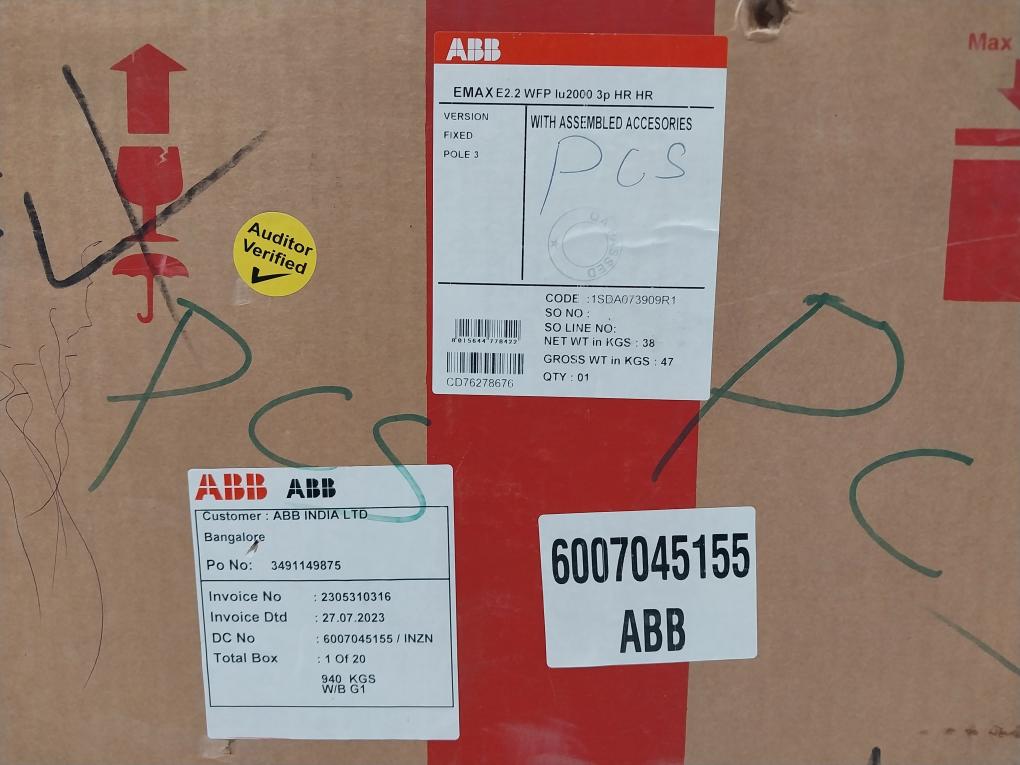 Max
ABB
EMAX E2.2 WFP Iu2000 3p HR HR
VERSION
FIXED
POLE 3
WITH ASSEMBLED ACCESORIES
PCS
QA PASSED
CODE :1SDA073909R1
SO NO :
SO LINE NO:
NET WT in KGS : 38
GROSS WT in KGS : 47
QTY : 01
8015644778422
CD76278676
Auditor
Verified
PCS
PC
ABB ABB
Customer : ABB INDIA LTD
Bangalore
Po No: 3491149875
Invoice No : 2305310316
Invoice Dtd : 27.07.2023
DC No : 6007045155 / INZN
Total Box : 1 Of 20
940 KGS
W/B G1
6007045155
ABB